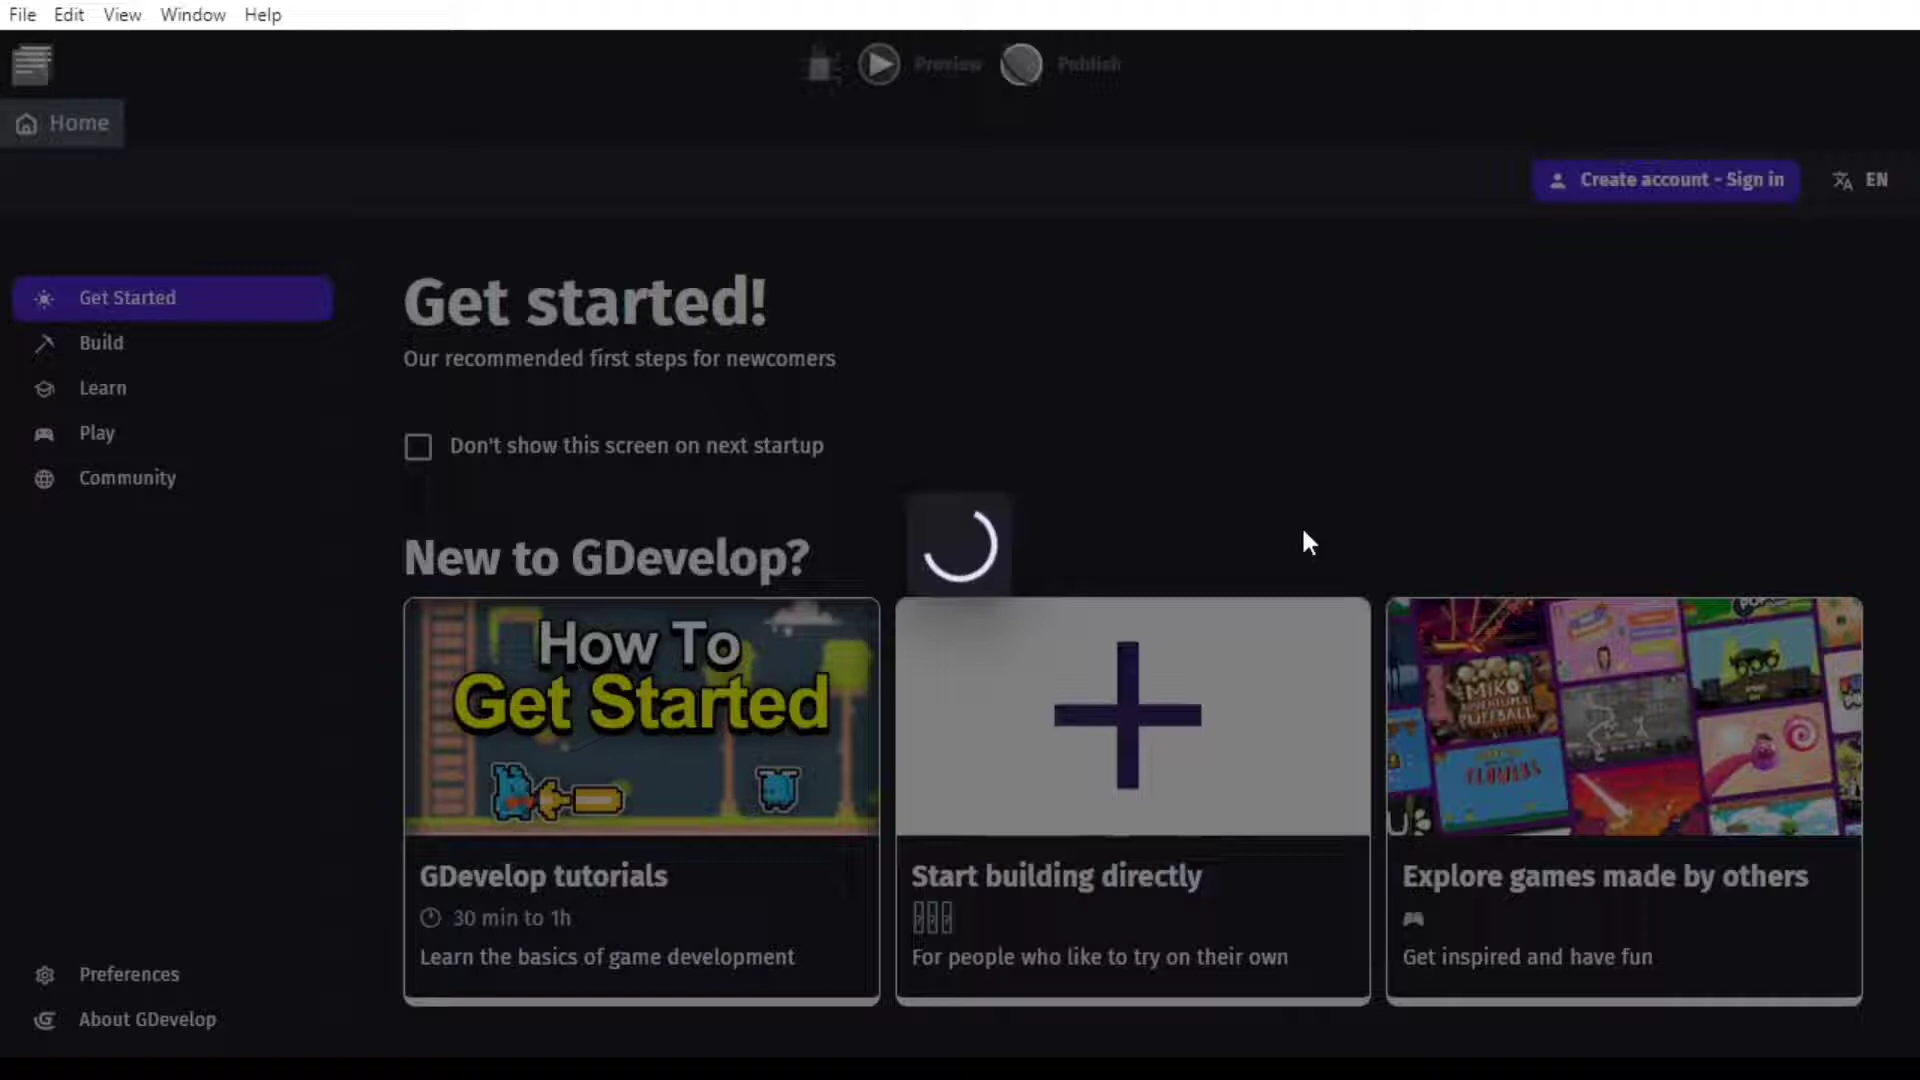 File Edit View Window Help
Preview Publish
Home
Create account - Sign in EN
Get Started
Build
Learn
Play
Community
Preferences
About GDevelop
Get started!
Our recommended first steps for newcomers
Don't show this screen on next startup
New to GDevelop?
How To
Get Started
GDevelop tutorials
30 min to 1h
Learn the basics of game development
Start building directly
For people who like to try on their own
MIKO
Explore games made by others
Get inspired and have fun